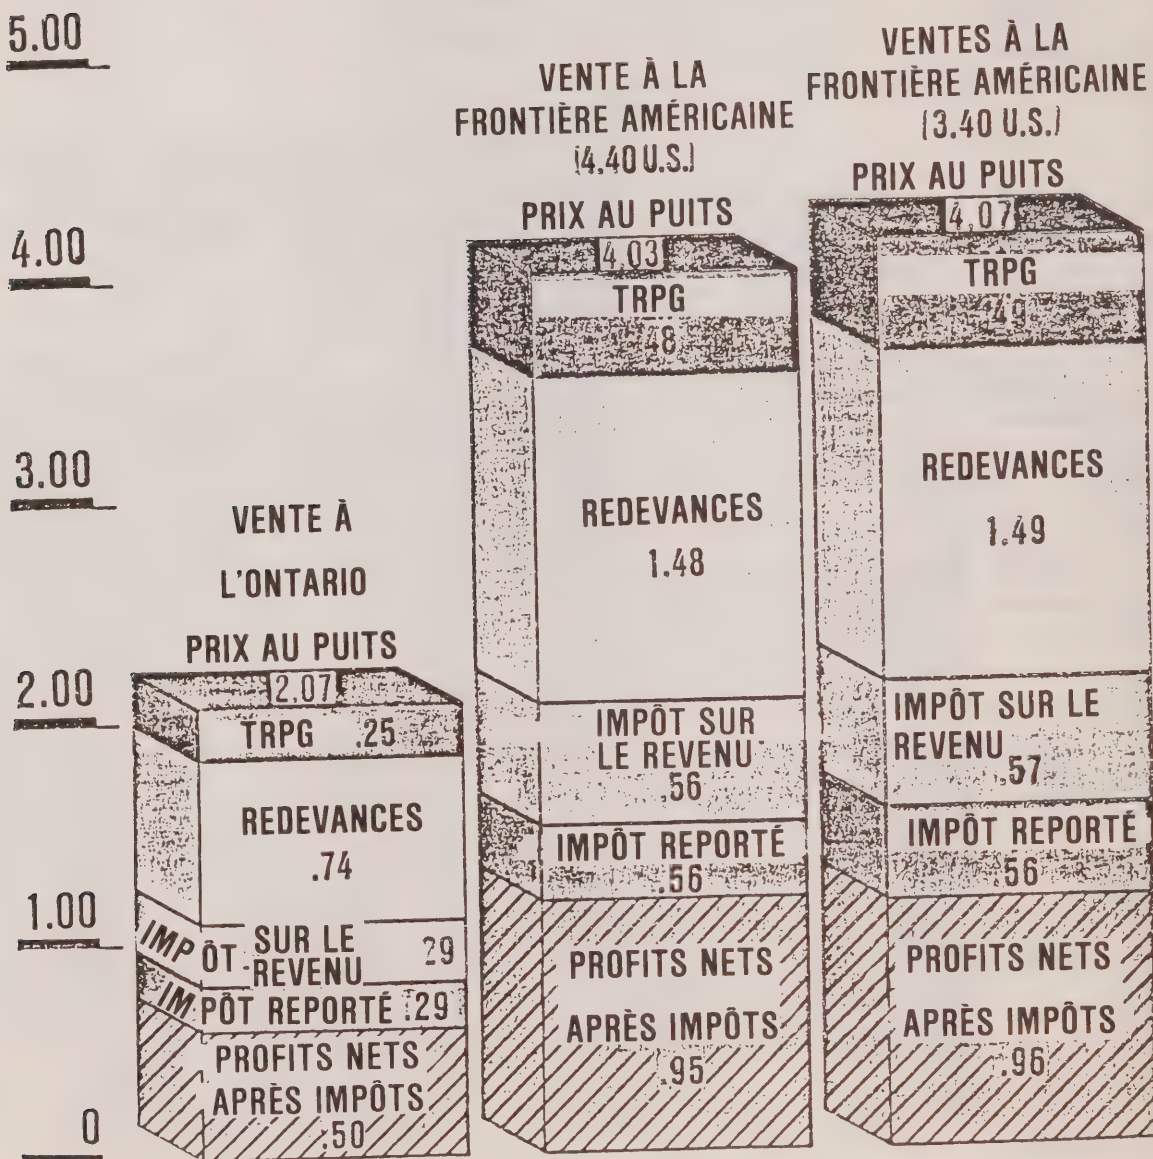 5.00
4.00
3.00
2.00
1.00
0
VENTE À
L'ONTARIO
PRIX AU PUITS
2.07
TRPG .25
REDEVANCES
.74
IMPÔT SUR LE
REVENU 29
IMPÔT REPORTÉ .29
PROFITS NETS
APRÈS IMPÔTS
.50
VENTE À LA
FRONTIÈRE AMÉRICAINE
(4.40 U.S.)
PRIX AU PUITS
4.03
TRPG
.48
REDEVANCES
1.48
IMPÔT SUR
LE REVENU
.56
IMPÔT REPORTÉ
.56
PROFITS NETS
APRÈS IMPÔTS
.95
VENTES À LA
FRONTIÈRE AMÉRICAINE
(3.40 U.S.)
PRIX AU PUITS
4.07
TRPG
.49
REDEVANCES
1.49
IMPÔT SUR LE
REVENU
.57
IMPÔT REPORTÉ
.56
PROFITS NETS
APRÈS IMPÔTS
.96